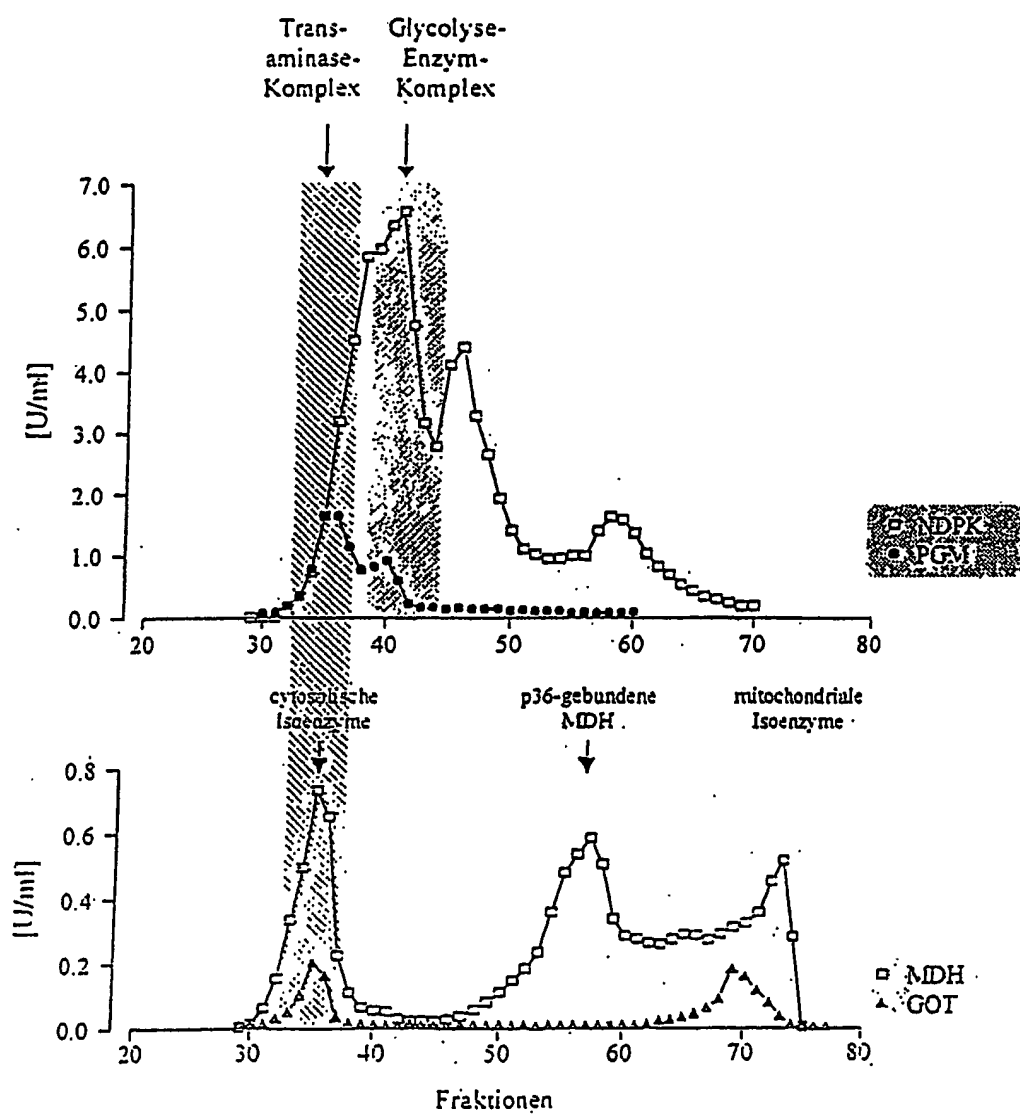 Trans-
aminase-
Komplex
Glycolyse-
Enzym-
Komplex
7.0
6.0
5.0
4.0
3.0
2.0
1.0
0.0
[U/ml]
20 30 40 50 60 70 80
NDPK
PGM
cytosolische
Isoenzyme
p36-gebundene
MDH
mitochondriale
Isoenzyme
0.8
0.6
0.4
0.2
0.0
[U/ml]
20 30 40 50 60 70 80
MDH
GOT
Fraktionen